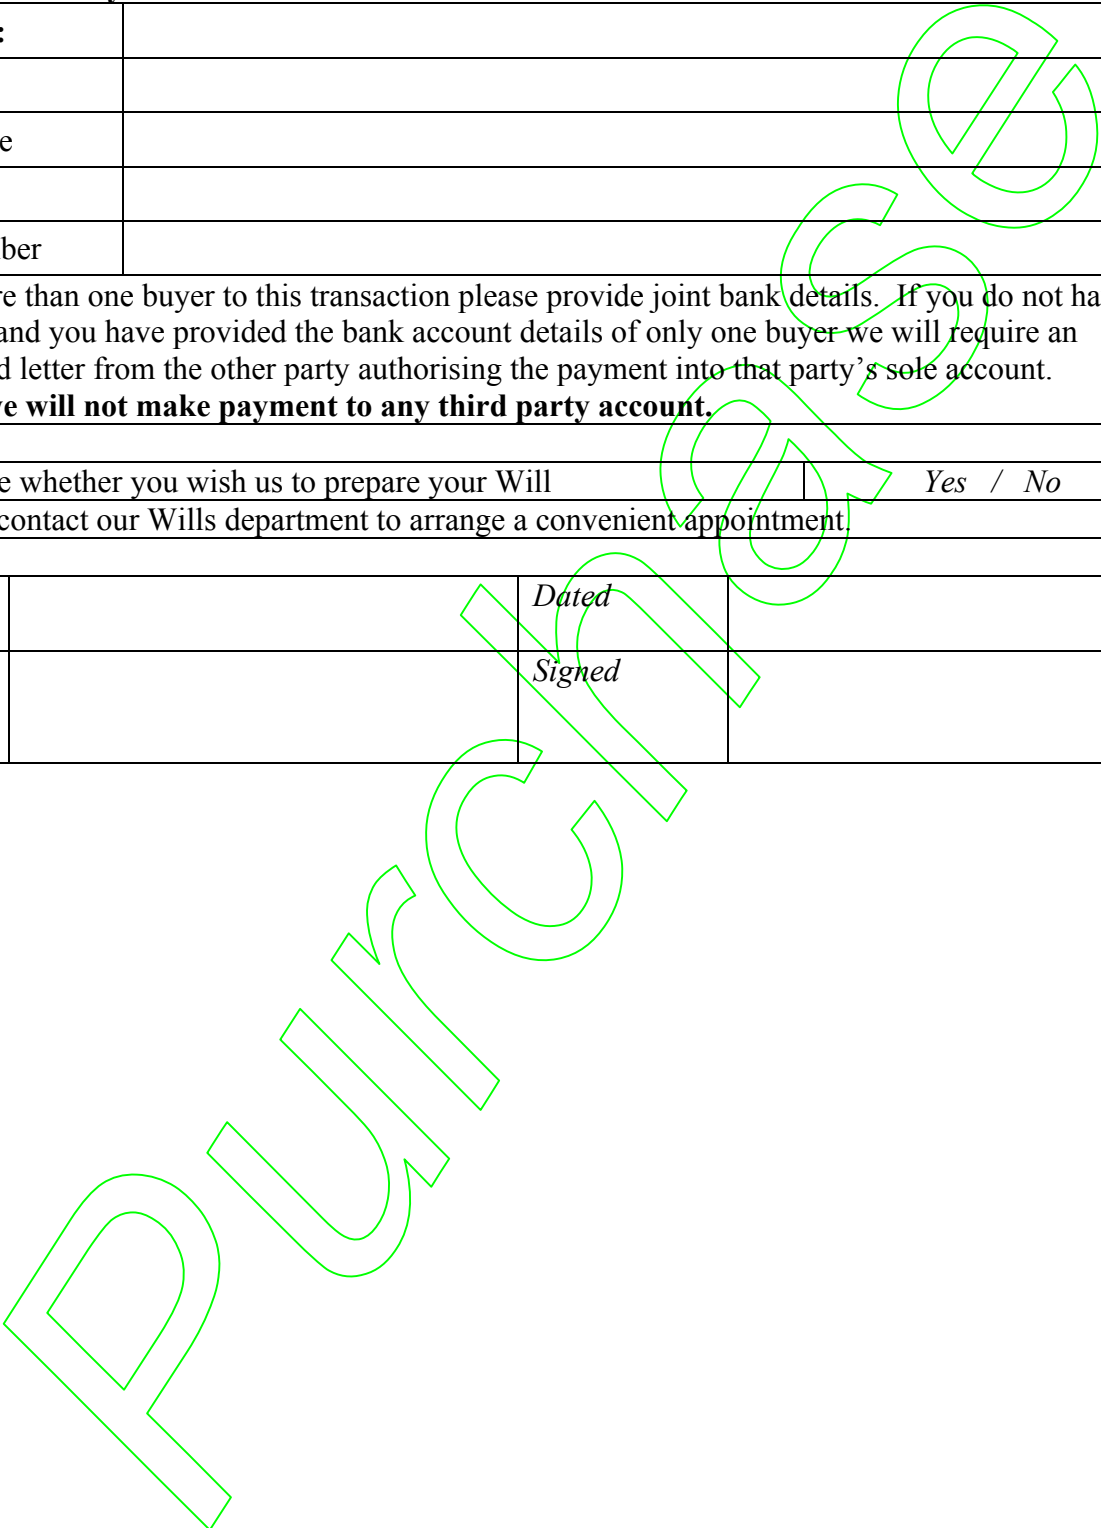 :
e
ber
re than one buyer to this transaction please provide joint bank details. If you do not ha
and you have provided the bank account details of only one buyer we will require an
d letter from the other party authorising the payment into that party's sole account.
ve will not make payment to any third party account.
e whether you wish us to prepare your Will Yes / No
contact our Wills department to arrange a convenient appointment.
Dated
Signed
Purchase